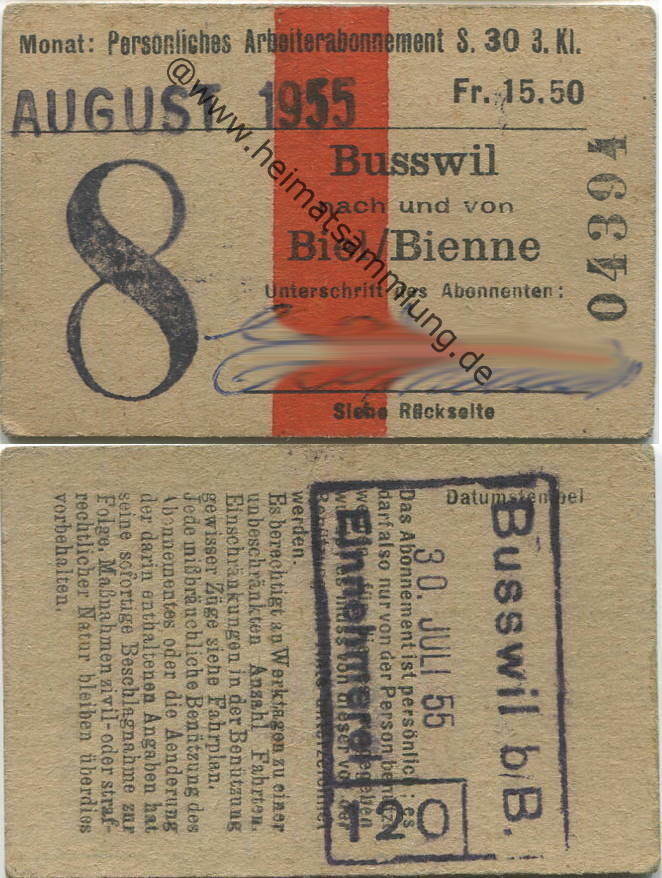 Monat: Persönliches Arbeiterabonnement S. 30 3. Kl.
AUGUST 1955
Fr. 15.50
8
Busswil
nach und von
Biel/Bienne
04394
Unterschrift des Abonnenten:
Siehe Rückseite
@www.heimatsammlung.de
Datumstempel
Busswil b/B.
30. JULI 55
Einnehmerei
120
Das Abonnement ist persönlich; es
darf also nur von der Person benützt
werden.
Es berechtigt an Werktagen zu einer
unbeschränkten Anzahl Fahrten.
Einschränkungen in der Benützung
gewisser Züge siehe Fahrplan.
Jede mißbräuchliche Benützung des
Abonnementes oder die Aenderung
der darin enthaltenen Angaben hat
seine sofortige Beschlagnahme zur
Folge. Maßnahmen zivil- oder straf-
rechtlicher Natur bleiben überdies
vorbehalten.